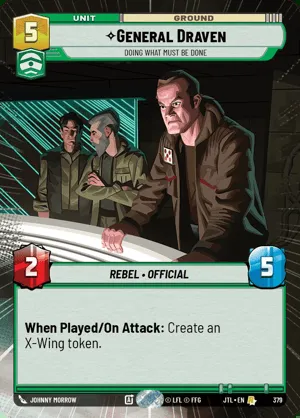 UNIT GROUND
5
✧GENERAL DRAVEN
DOING WHAT MUST BE DONE
2
REBEL • OFFICIAL
5
When Played/On Attack: Create an
X-Wing token.
JOHNNY MORROW © LFL © FFG JTL • EN 379